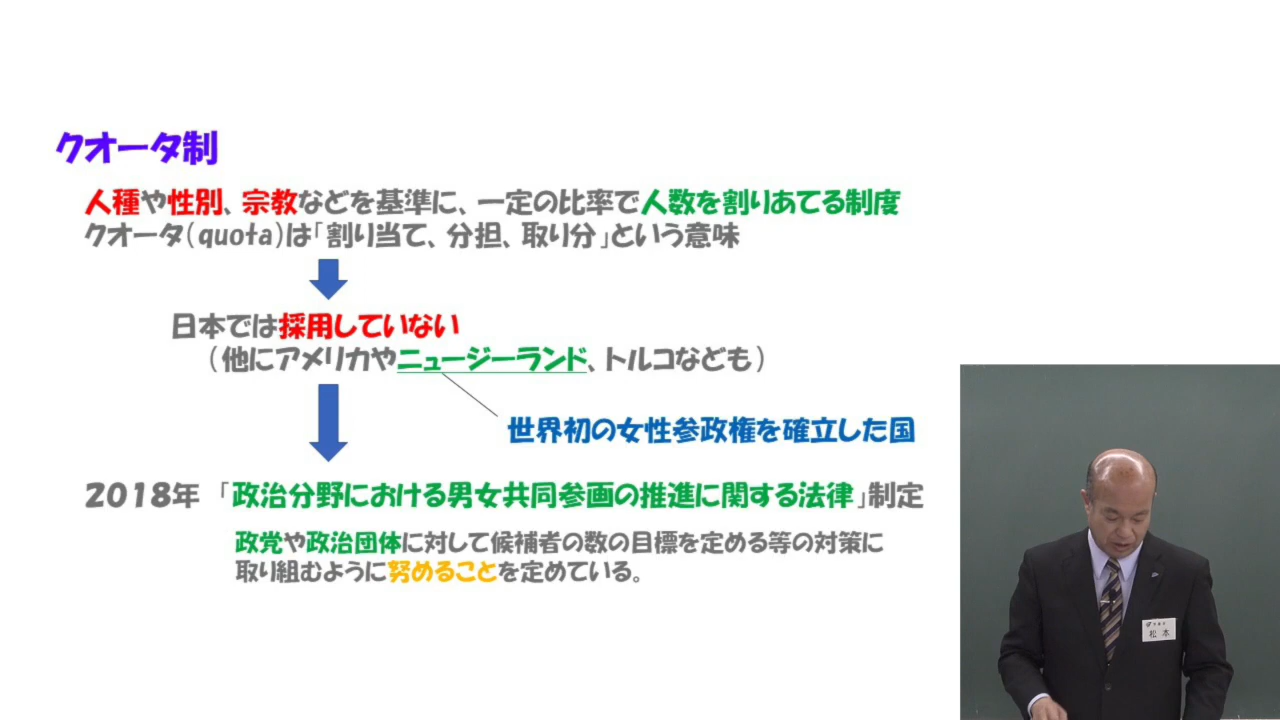 クオータ制
人種や性別、宗教などを基準に、一定の比率で人数を割りあてる制度
クオータ(quota)は「割り当て、分担、取り分」という意味
日本では採用していない
(他にアメリカやニュージーランド、トルコなども)
世界初の女性参政権を確立した国
2018年 「政治分野における男女共同参画の推進に関する法律」制定
政党や政治団体に対して候補者の数の目標を定める等の対策に
取り組むように努めることを定めている。
松本